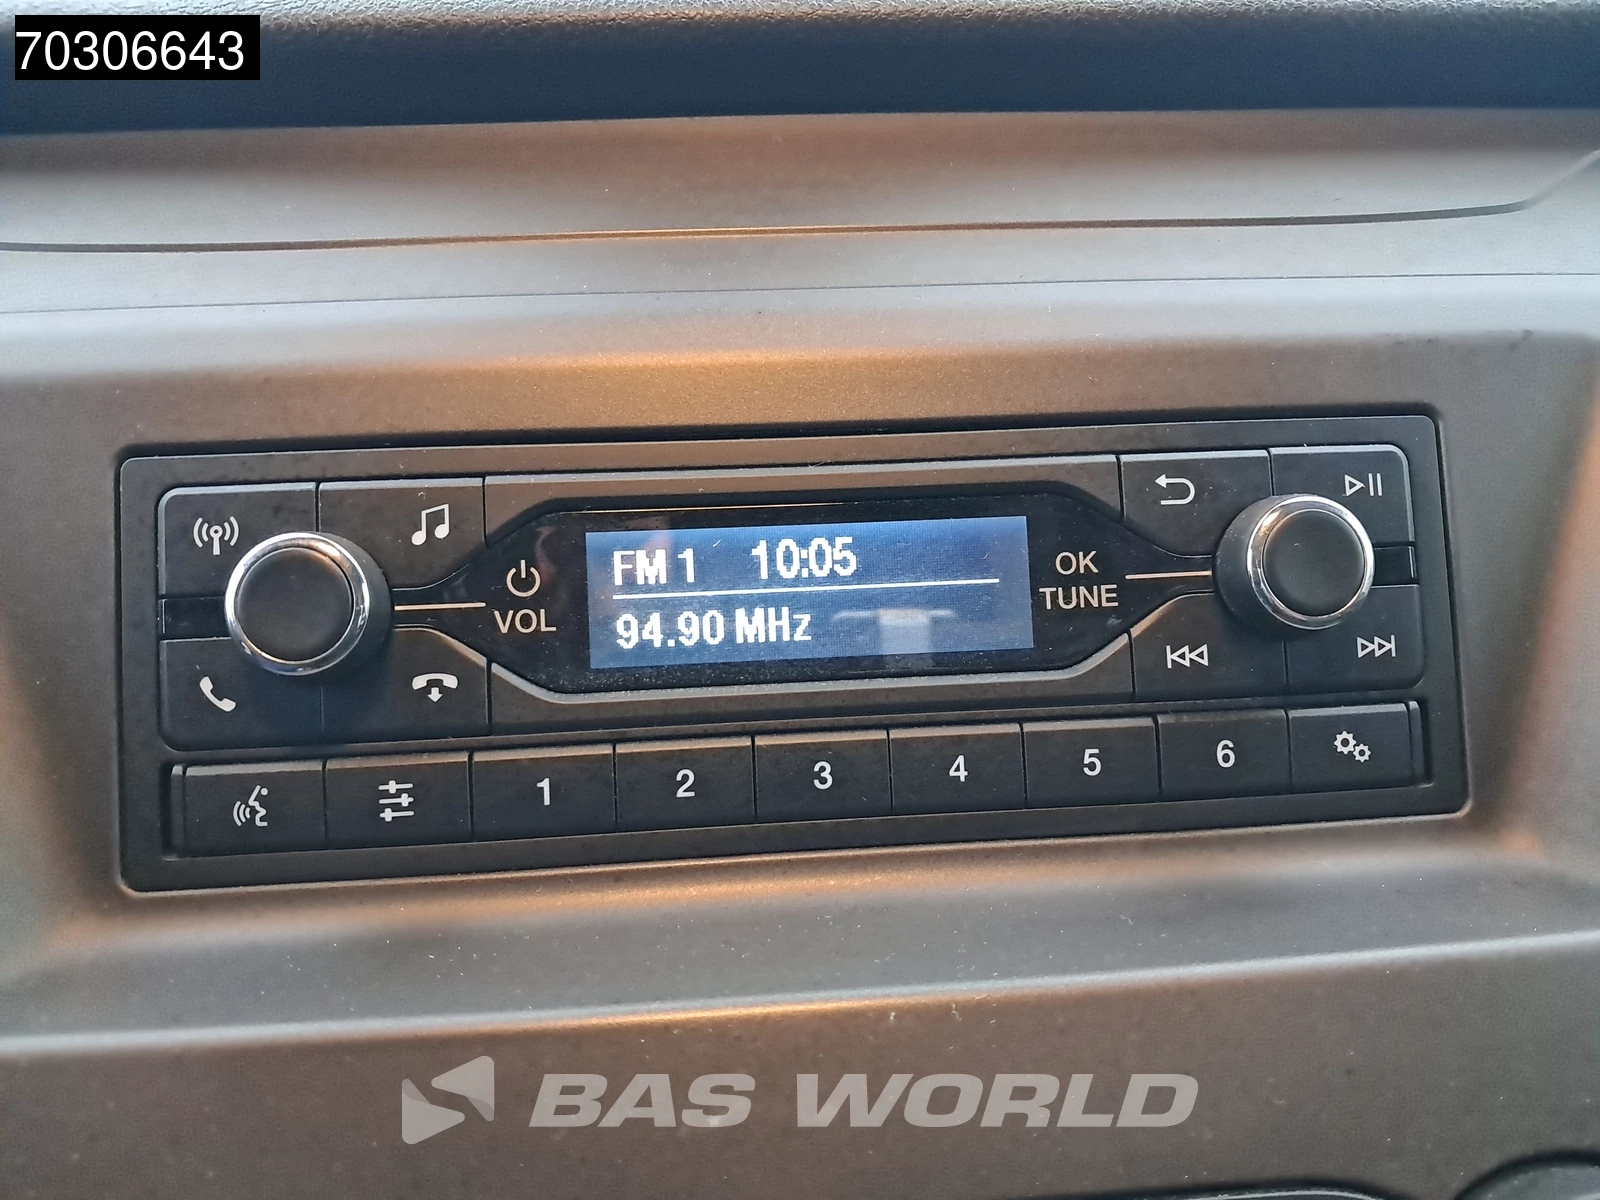 70306643
FM 1 10:05
94.90 MHz
VOL
OK
TUNE
1 2 3 4 5 6
BAS WORLD